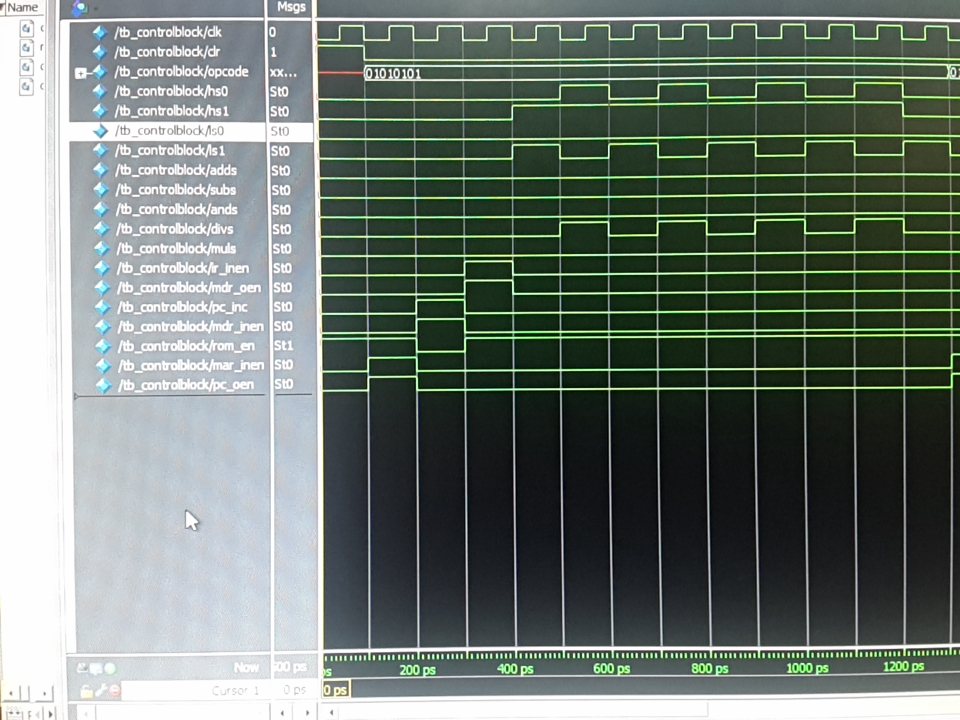 Name
Msgs
/tb_controlblock/clk 0
/tb_controlblock/clr 1
/tb_controlblock/opcode xx... 01010101
/tb_controlblock/hs0 St0
/tb_controlblock/hs1 St0
/tb_controlblock/ls0 St0
/tb_controlblock/ls1 St0
/tb_controlblock/adds St0
/tb_controlblock/subs St0
/tb_controlblock/ands St0
/tb_controlblock/divs St0
/tb_controlblock/muls St0
/tb_controlblock/ir_inen St0
/tb_controlblock/mdr_oen St0
/tb_controlblock/pc_inc St0
/tb_controlblock/mdr_inen St0
/tb_controlblock/rom_en St1
/tb_controlblock/mar_inen St0
/tb_controlblock/pc_oen St0
Now 00 ps ps 200 ps 400 ps 600 ps 800 ps 1000 ps 1200 ps
Cursor 1 0 ps 0 ps